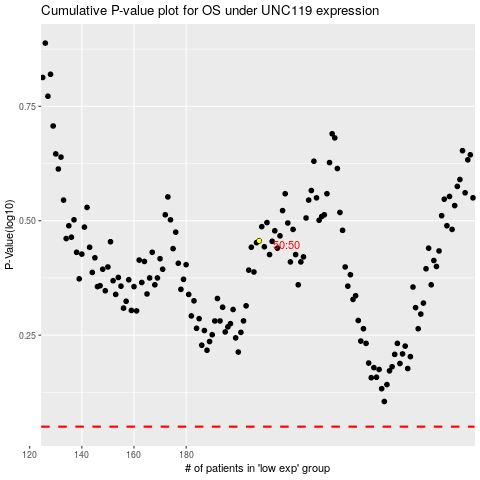 Cumulative P-value plot for OS under UNC119 expression
P-Value(log10)
0.75
0.50
0.25
50:50
120 140 160 180
# of patients in 'low exp' group